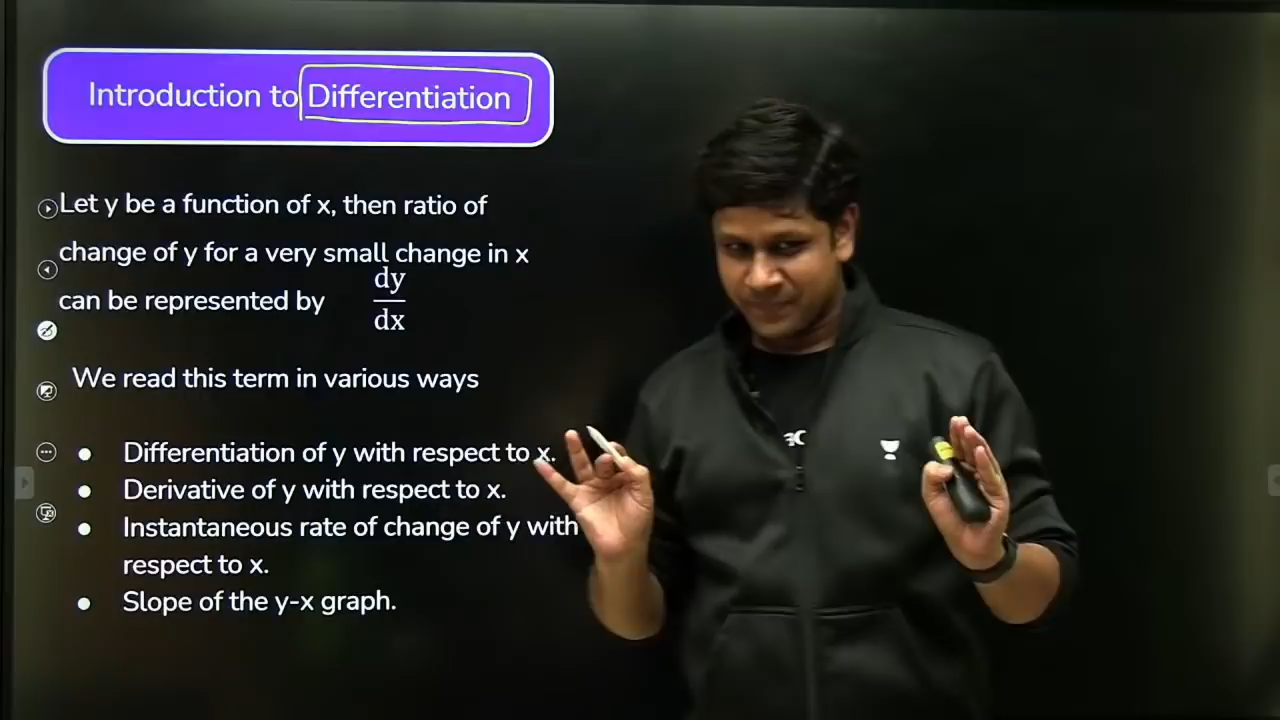 Introduction to Differentiation
Let y be a function of x, then ratio of
change of y for a very small change in x
can be represented by dy/dx
We read this term in various ways
● Differentiation of y with respect to x.
● Derivative of y with respect to x.
● Instantaneous rate of change of y with
respect to x.
● Slope of the y-x graph.